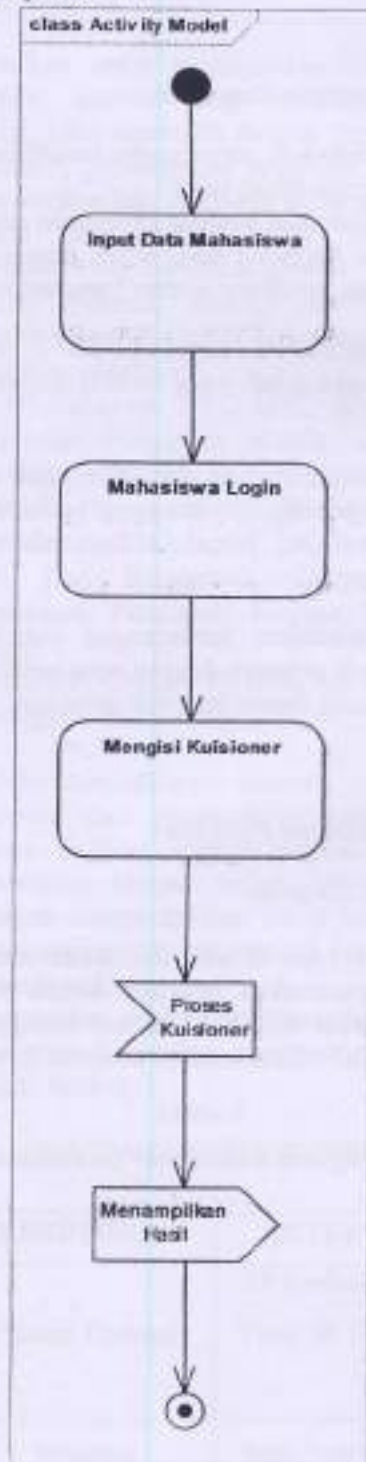 class Activity Model
Input Data Mahasiswa
Mahasiswa Login
Mengisi Kuisioner
Proses
Kuisioner
Menampilkan
Hasil